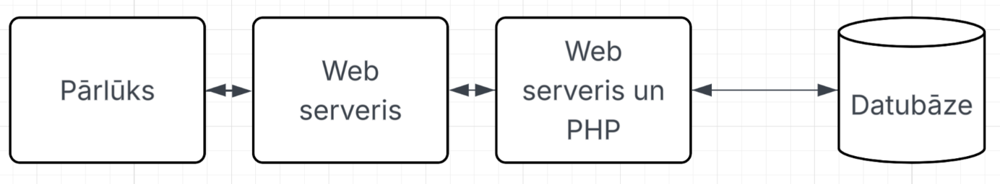 Pārlūks
Web
serveris
Web
serveris un
PHP
Datubāze